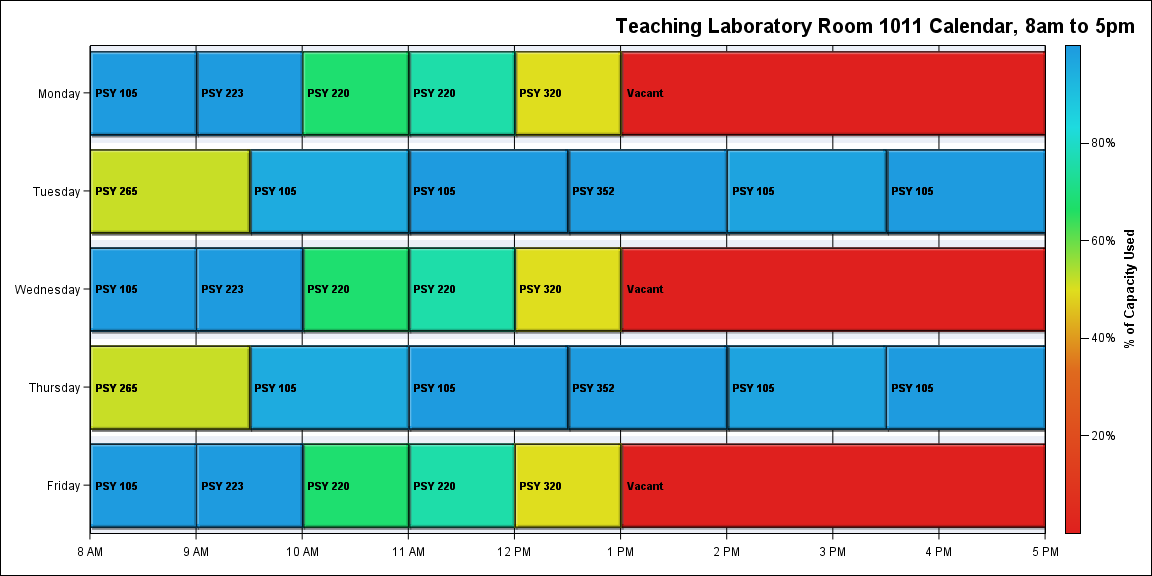 Teaching Laboratory Room 1011 Calendar, 8am to 5pm
Monday
PSY 105
PSY 223
PSY 220
PSY 220
PSY 320
Vacant
Tuesday
PSY 265
PSY 105
PSY 105
PSY 352
PSY 105
PSY 105
Wednesday
PSY 105
PSY 223
PSY 220
PSY 220
PSY 320
Vacant
Thursday
PSY 265
PSY 105
PSY 105
PSY 352
PSY 105
PSY 105
Friday
PSY 105
PSY 223
PSY 220
PSY 220
PSY 320
Vacant
8 AM
9 AM
10 AM
11 AM
12 PM
1 PM
2 PM
3 PM
4 PM
5 PM
80%
60%
40%
20%
% of Capacity Used